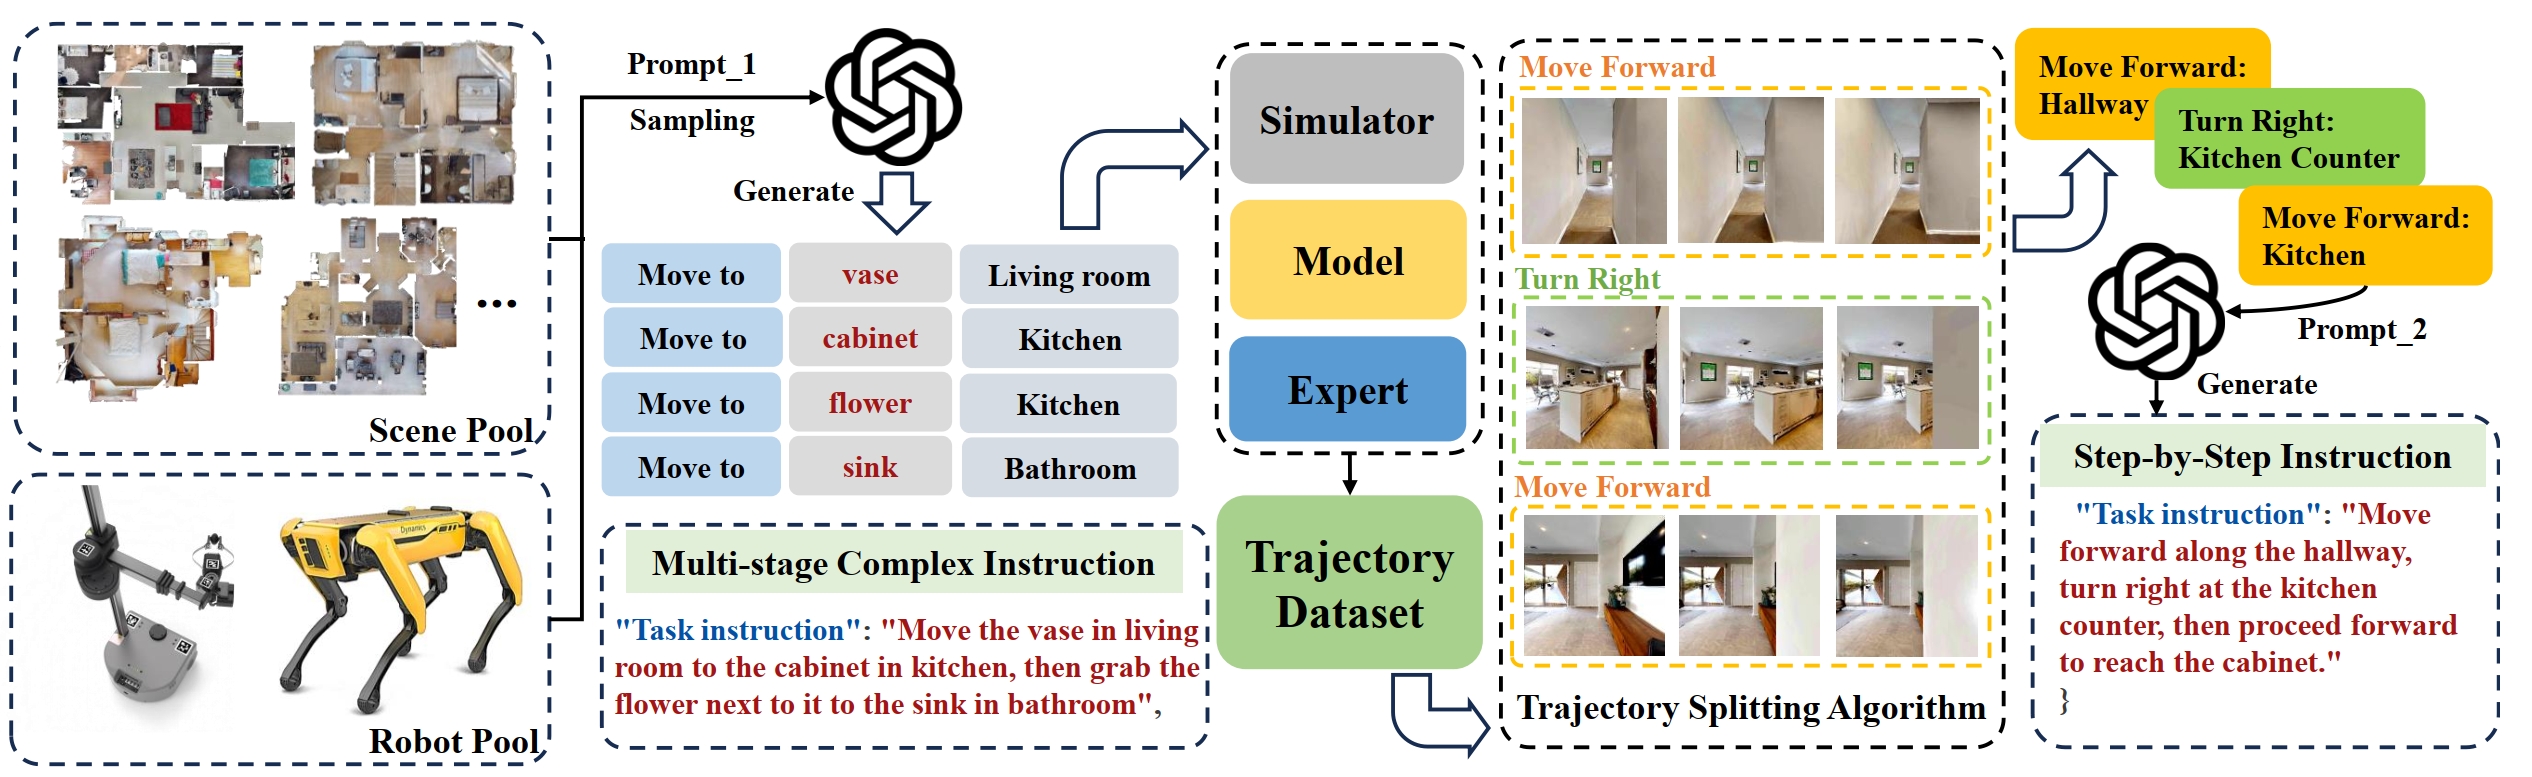 Scene Pool
Robot Pool
Prompt_1
Sampling
Generate
Move to vase Living room
Move to cabinet Kitchen
Move to flower Kitchen
Move to sink Bathroom
Multi-stage Complex Instruction
"Task instruction": "Move the vase in living
room to the cabinet in kitchen, then grab the
flower next to it to the sink in bathroom",
Simulator
Model
Expert
Trajectory
Dataset
Move Forward
Turn Right
Move Forward
Trajectory Splitting Algorithm
Move Forward:
Hallway
Turn Right:
Kitchen Counter
Move Forward:
Kitchen
Prompt_2
Generate
Step-by-Step Instruction
"Task instruction": "Move
forward along the hallway,
turn right at the kitchen
counter, then proceed forward
to reach the cabinet."
}